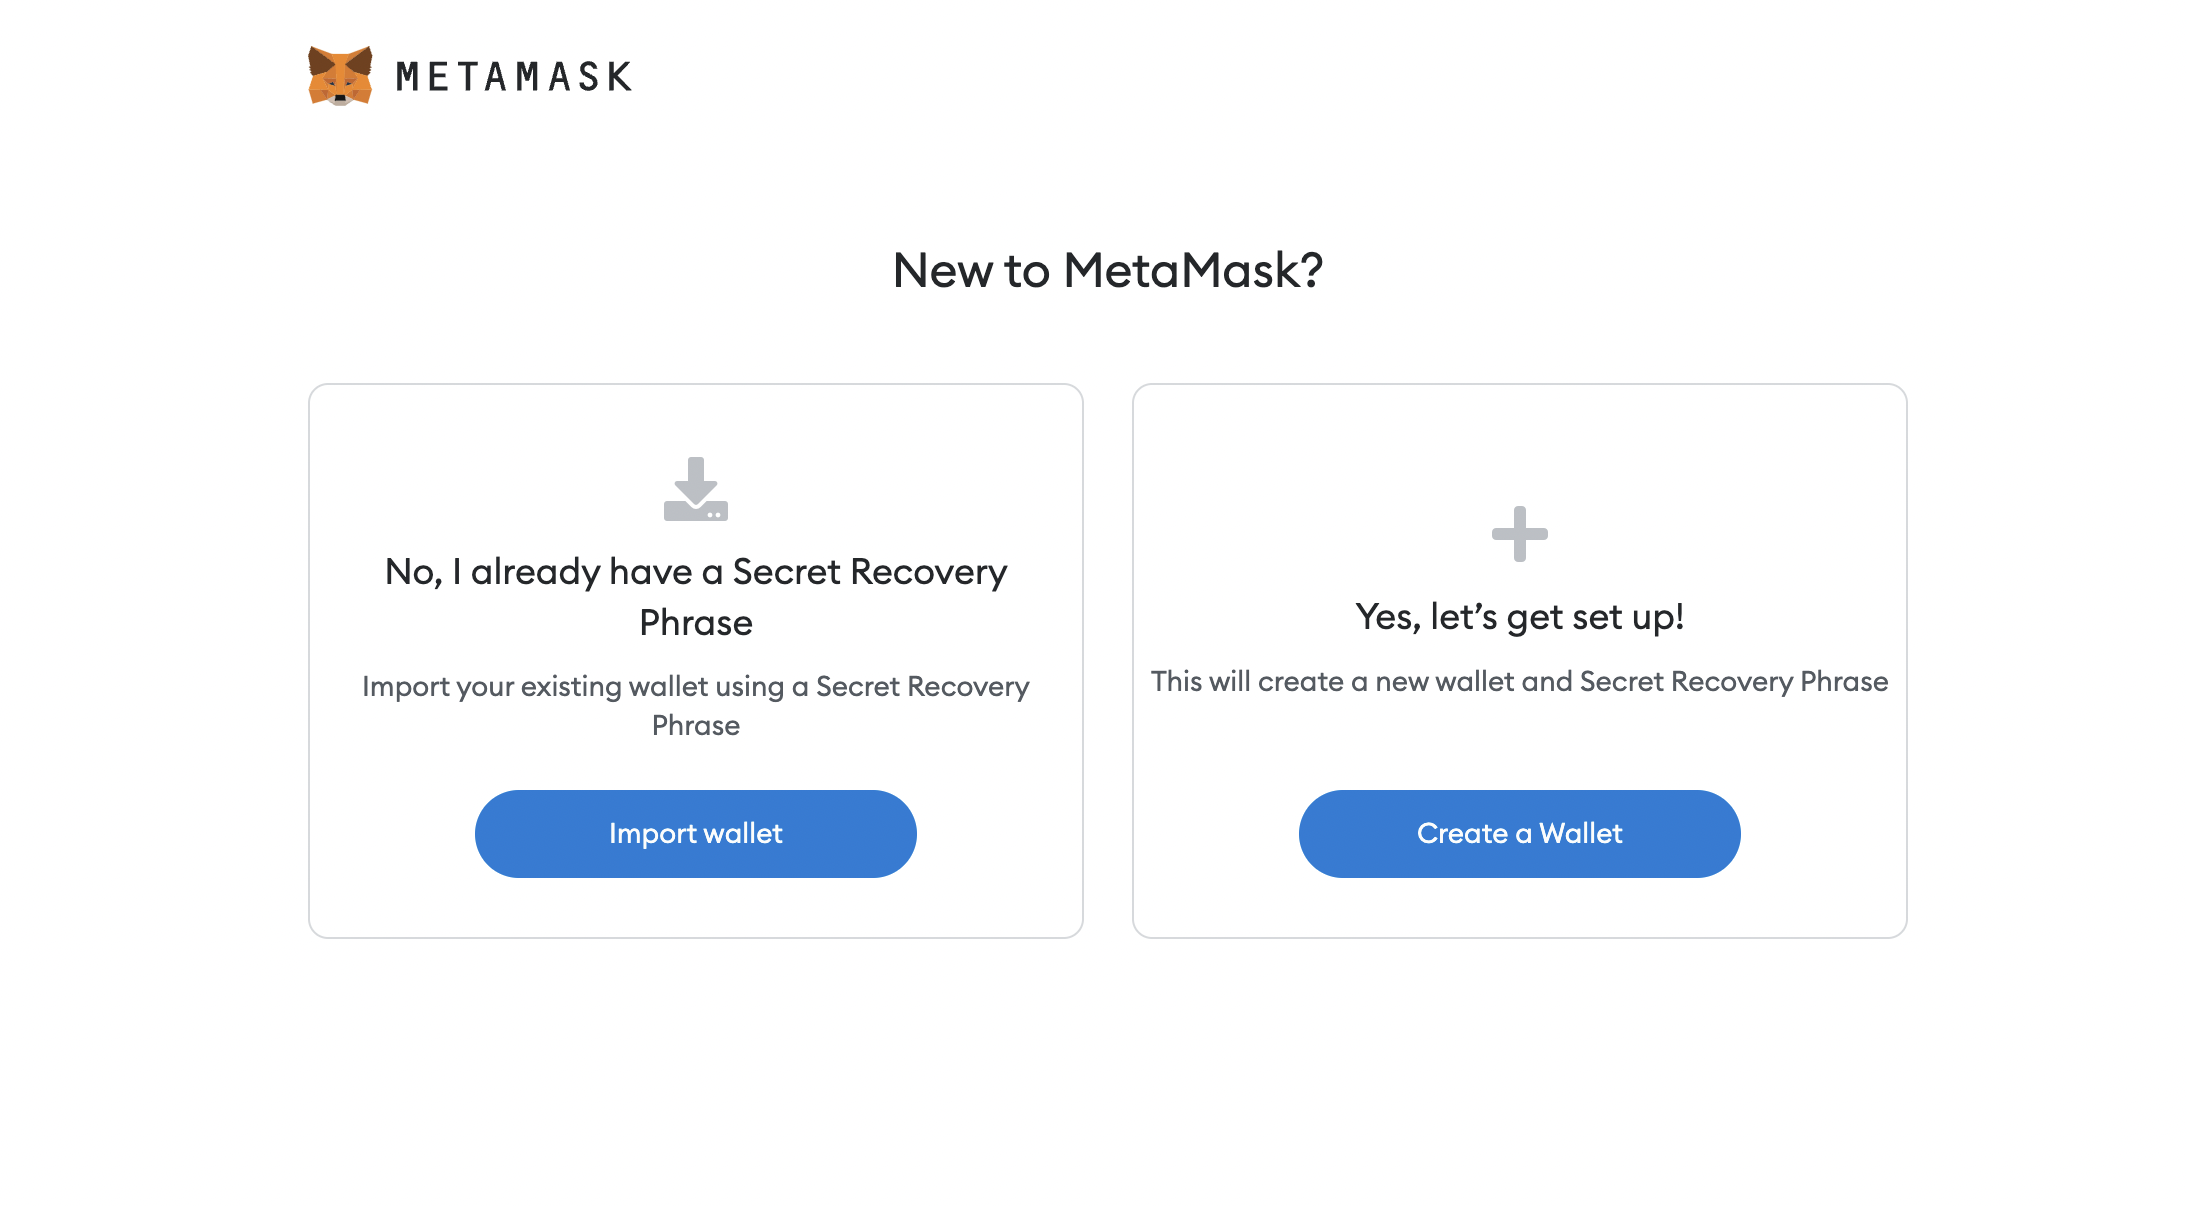 METAMASK
New to MetaMask?
No, I already have a Secret Recovery
Phrase
Import your existing wallet using a Secret Recovery
Phrase
Import wallet
Yes, let’s get set up!
This will create a new wallet and Secret Recovery Phrase
Create a Wallet